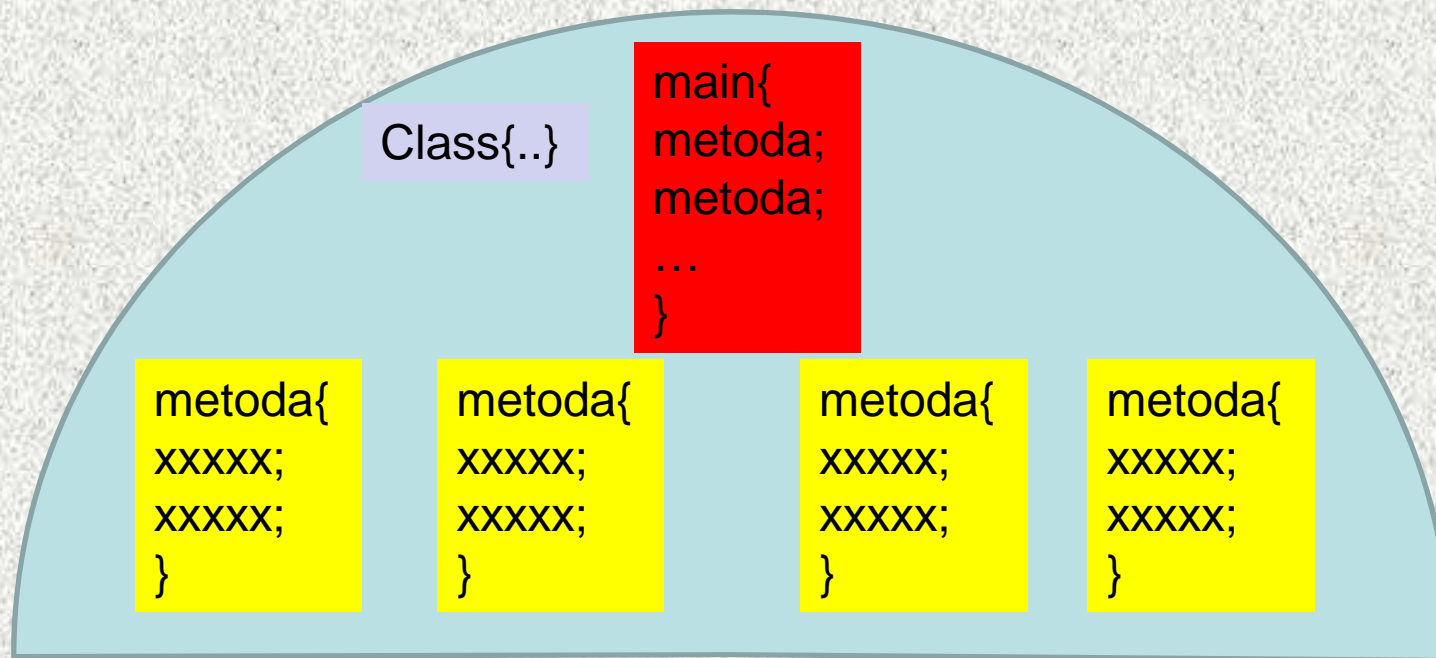 Class{..}
main{
metoda;
metoda;
…
}
metoda{
xxxxx;
xxxxx;
}
metoda{
xxxxx;
xxxxx;
}
metoda{
xxxxx;
xxxxx;
}
metoda{
xxxxx;
xxxxx;
}